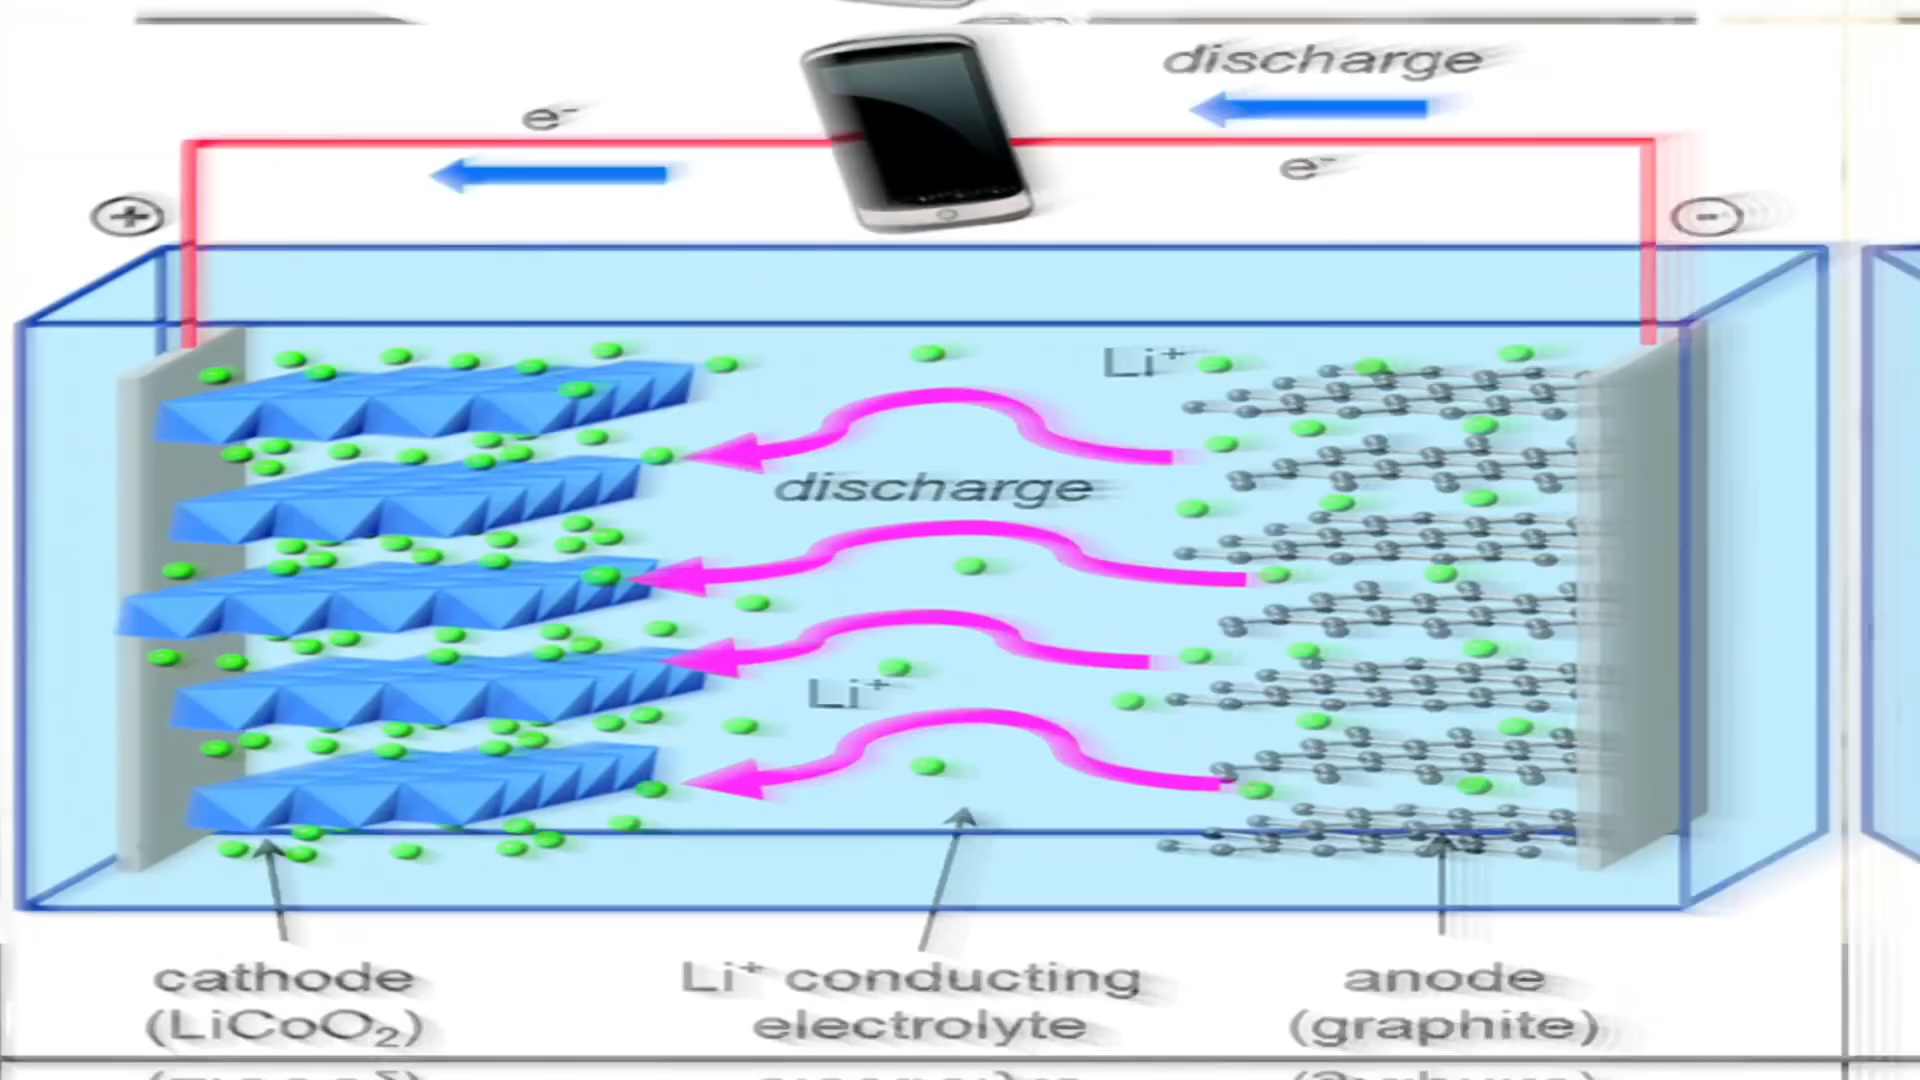 discharge
e⁻
e⁻
+
-
Li⁺
discharge
Li⁺
cathode
(LiCoO₂)
Li⁺ conducting
electrolyte
anode
(graphite)